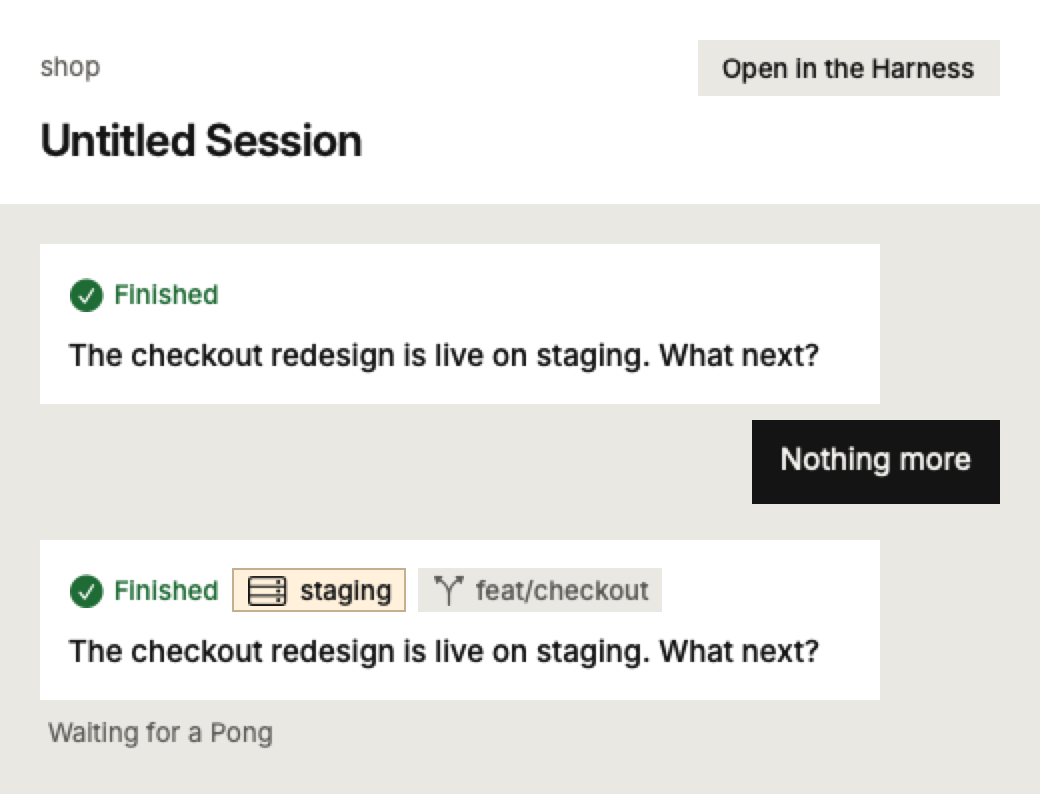 shop
Open in the Harness
Untitled Session
Finished
The checkout redesign is live on staging. What next?
Nothing more
Finished staging feat/checkout
The checkout redesign is live on staging. What next?
Waiting for a Pong